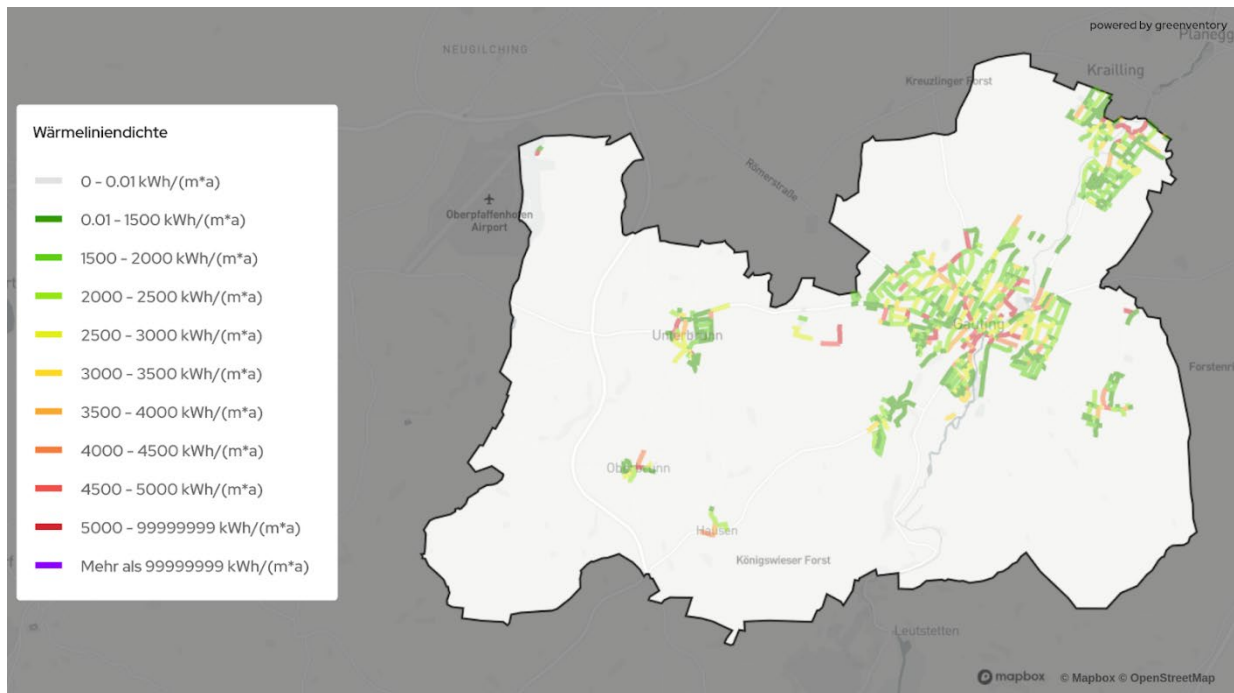 powered by greenventory
Planegg
NEUGILCHING
Krailling
Kreuzlinger Forst
Wärmeliniendichte
0 - 0.01 kWh/(m*a)
0.01 - 1500 kWh/(m*a)
1500 - 2000 kWh/(m*a)
2000 - 2500 kWh/(m*a)
2500 - 3000 kWh/(m*a)
3000 - 3500 kWh/(m*a)
3500 - 4000 kWh/(m*a)
4000 - 4500 kWh/(m*a)
4500 - 5000 kWh/(m*a)
5000 - 99999999 kWh/(m*a)
Mehr als 99999999 kWh/(m*a)
Römerstraße
Oberpfaffenhofen
Airport
Unterbrunn
Gauting
Oberbrunn
Hausen
Königswieser Forst
Leutstetten
mapbox © Mapbox © OpenStreetMap